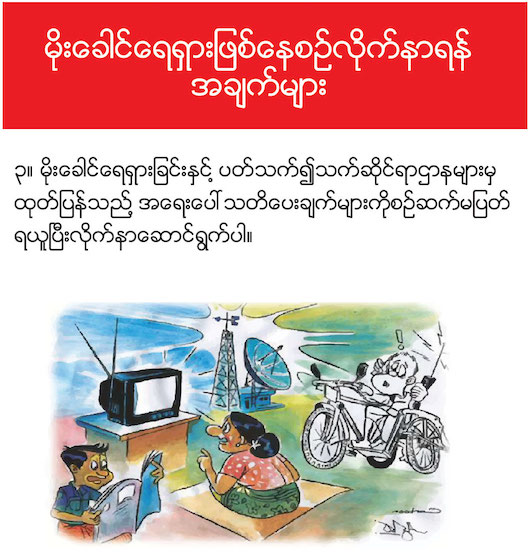 မိုးခေါင်ရေရှားဖြစ်နေစဉ်လိုက်နာရန်
အချက်များ
၃။ မိုးခေါင်ရေရှားခြင်းနှင့် ပတ်သက်၍သက်ဆိုင်ရာဌာနများမှ
ထုတ်ပြန်သည့် အရေးပေါ် သတိပေးချက်များကိုစဉ်ဆက်မပြတ်
ရယူပြီးလိုက်နာဆောင်ရွက်ပါ။
!